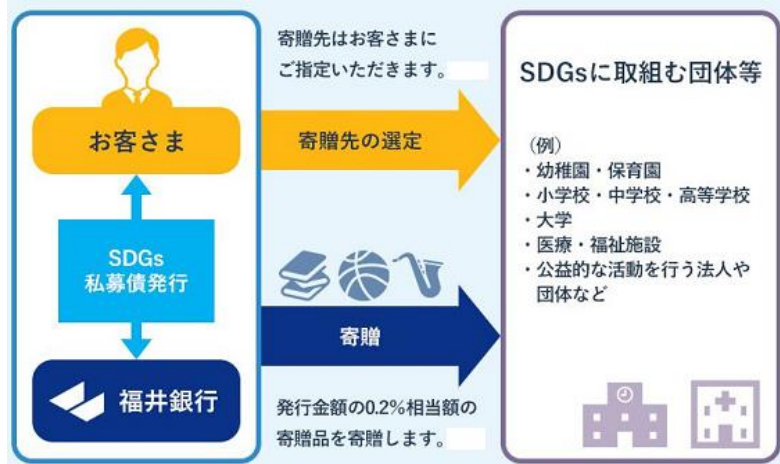 お客さま
SDGs
私募債発行
福井銀行
寄贈先はお客さまに
ご指定いただきます。
寄贈先の選定
寄贈
発行金額の0.2%相当額の
寄贈品を寄贈します。
SDGsに取組む団体等
（例）
・幼稚園・保育園
・小学校・中学校・高等学校
・大学
・医療・福祉施設
・公益的な活動を行う法人や
団体など